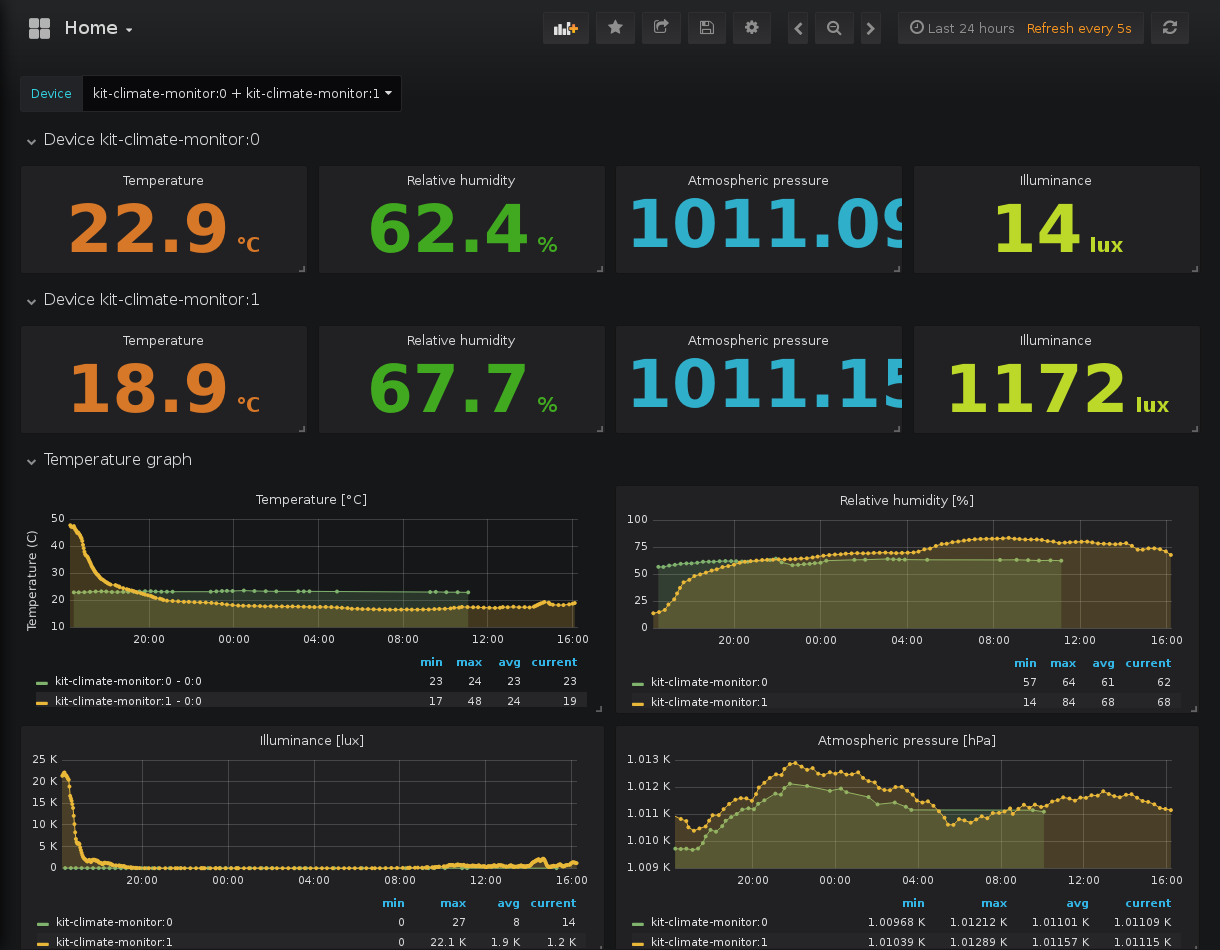 Home
Last 24 hours Refresh every 5s
Device kit-climate-monitor:0 + kit-climate-monitor:1
Device kit-climate-monitor:0
Temperature Relative humidity Atmospheric pressure Illuminance
22.9 °C 62.4 % 1011.09 14 lux
Device kit-climate-monitor:1
Temperature Relative humidity Atmospheric pressure Illuminance
18.9 °C 67.7 % 1011.15 1172 lux
Temperature graph
Temperature [°C]
Temperature (C)
50
40
30
20
10
20:00 00:00 04:00 08:00 12:00 16:00
min max avg current
kit-climate-monitor:0 - 0:0 23 24 23 23
kit-climate-monitor:1 - 0:0 17 48 24 19
Relative humidity [%]
100
75
50
25
0
20:00 00:00 04:00 08:00 12:00 16:00
min max avg current
kit-climate-monitor:0 57 64 61 62
kit-climate-monitor:1 14 84 68 68
Illuminance [lux]
25 K
20 K
15 K
10 K
5 K
0
20:00 00:00 04:00 08:00 12:00 16:00
min max avg current
kit-climate-monitor:0 0 27 8 14
kit-climate-monitor:1 0 22.1 K 1.9 K 1.2 K
Atmospheric pressure [hPa]
1.013 K
1.012 K
1.011 K
1.010 K
1.009 K
20:00 00:00 04:00 08:00 12:00 16:00
min max avg current
kit-climate-monitor:0 1.00968 K 1.01212 K 1.01101 K 1.01109 K
kit-climate-monitor:1 1.01039 K 1.01289 K 1.01157 K 1.01115 K